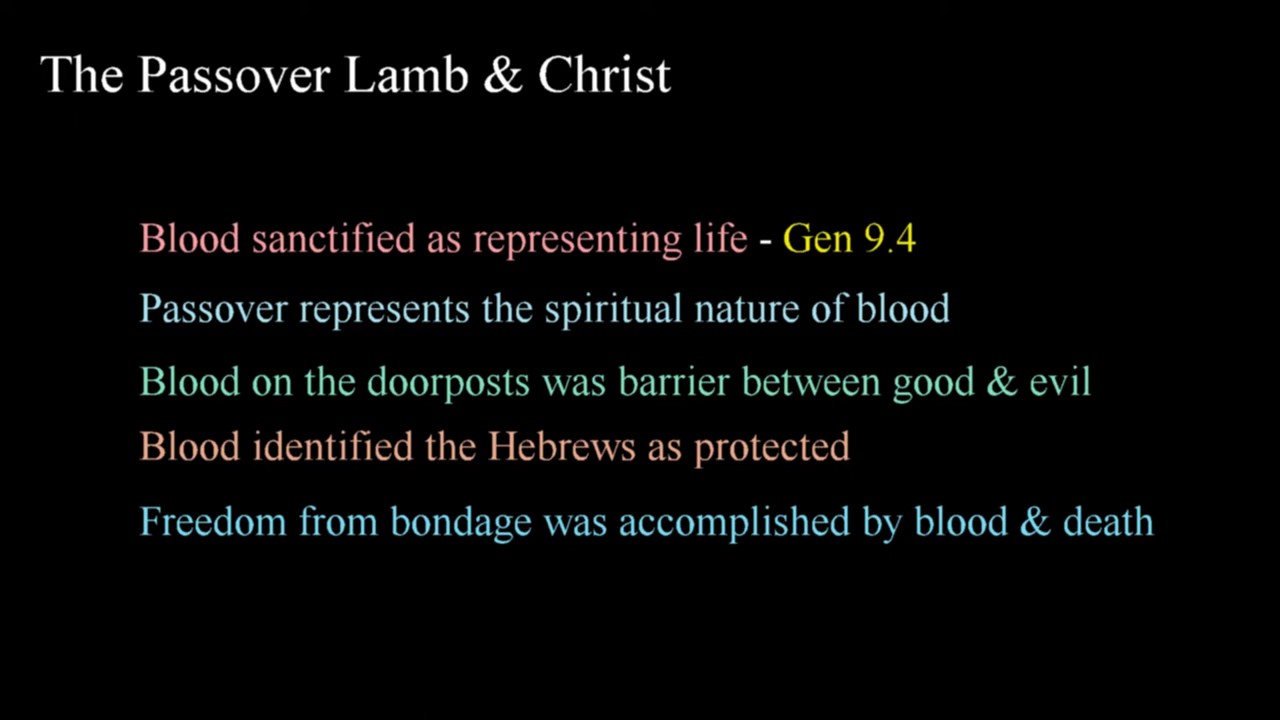 The Passover Lamb & Christ
Blood sanctified as representing life - Gen 9.4
Passover represents the spiritual nature of blood
Blood on the doorposts was barrier between good & evil
Blood identified the Hebrews as protected
Freedom from bondage was accomplished by blood & death